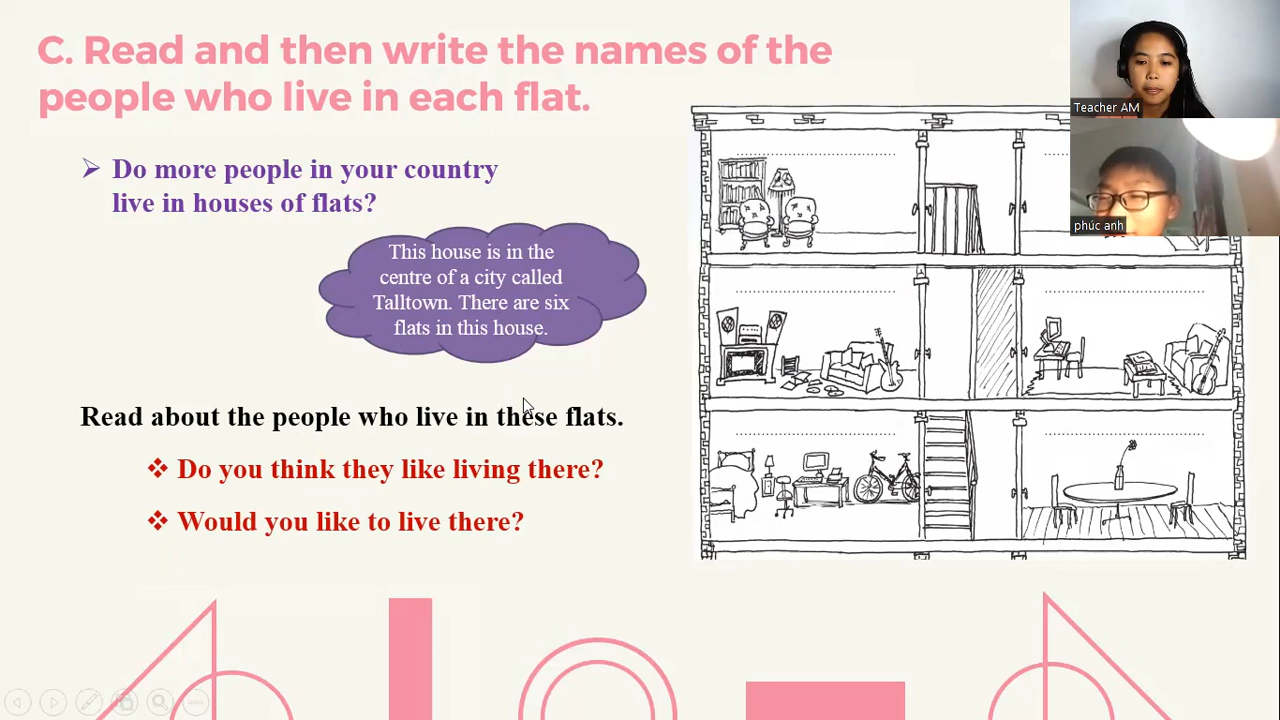 C. Read and then write the names of the
people who live in each flat.
Do more people in your country
live in houses of flats?
This house is in the
centre of a city called
Talltown. There are six
flats in this house.
Read about the people who live in these flats.
Do you think they like living there?
Would you like to live there?
Teacher AM
phúc anh